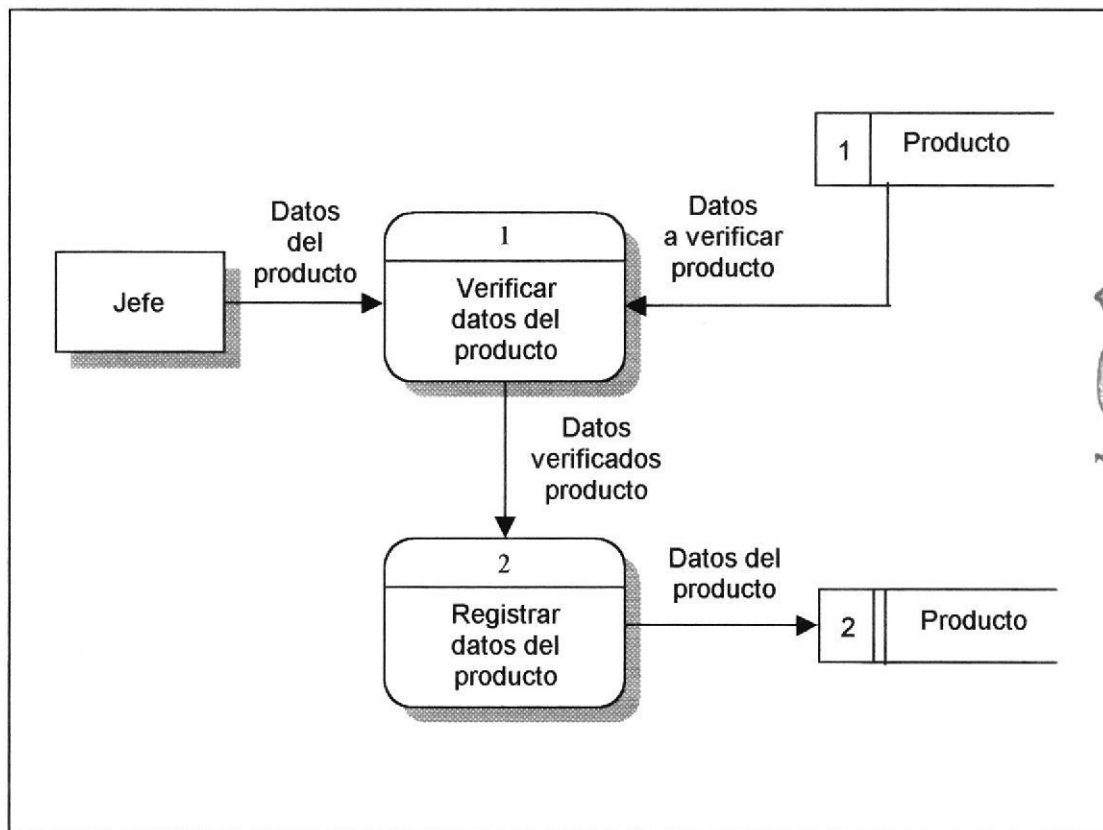 1
Producto
Datos
a verificar
producto
Datos
del
producto
Jefe
1
Verificar
datos del
producto
Datos
verificados
producto
2
Registrar
datos del
producto
Datos del
producto
2
Producto